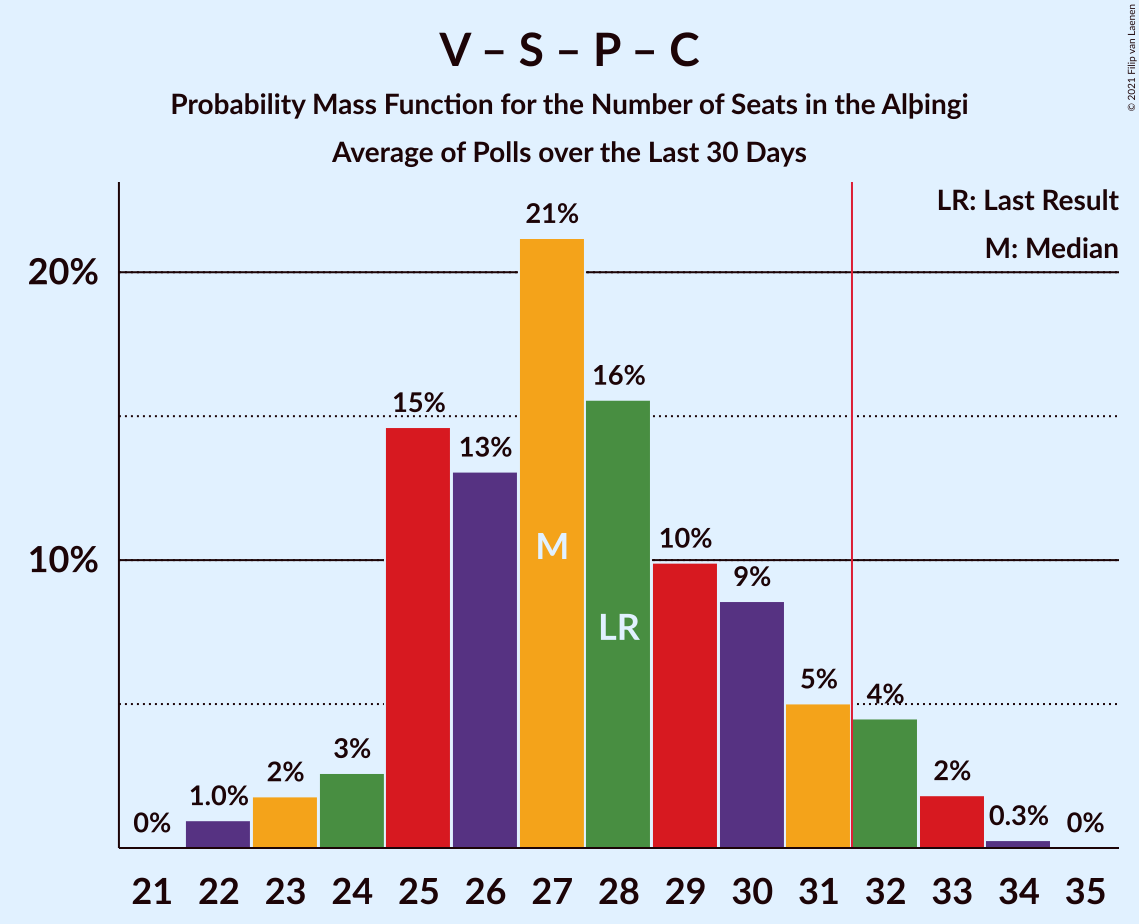 V – S – P – C
Probability Mass Function for the Number of Seats in the Alþingi
Average of Polls over the Last 30 Days
© 2021 Filip van Laenen
LR: Last Result
M: Median
20%
10%
0%
1.0%
2%
3%
15%
13%
21%
16%
10%
9%
5%
4%
2%
0.3%
0%
M
LR
21 22 23 24 25 26 27 28 29 30 31 32 33 34 35